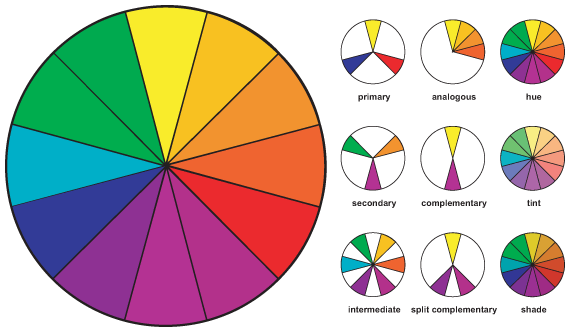 primary
analogous
hue
secondary
complementary
tint
intermediate
split complementary
shade